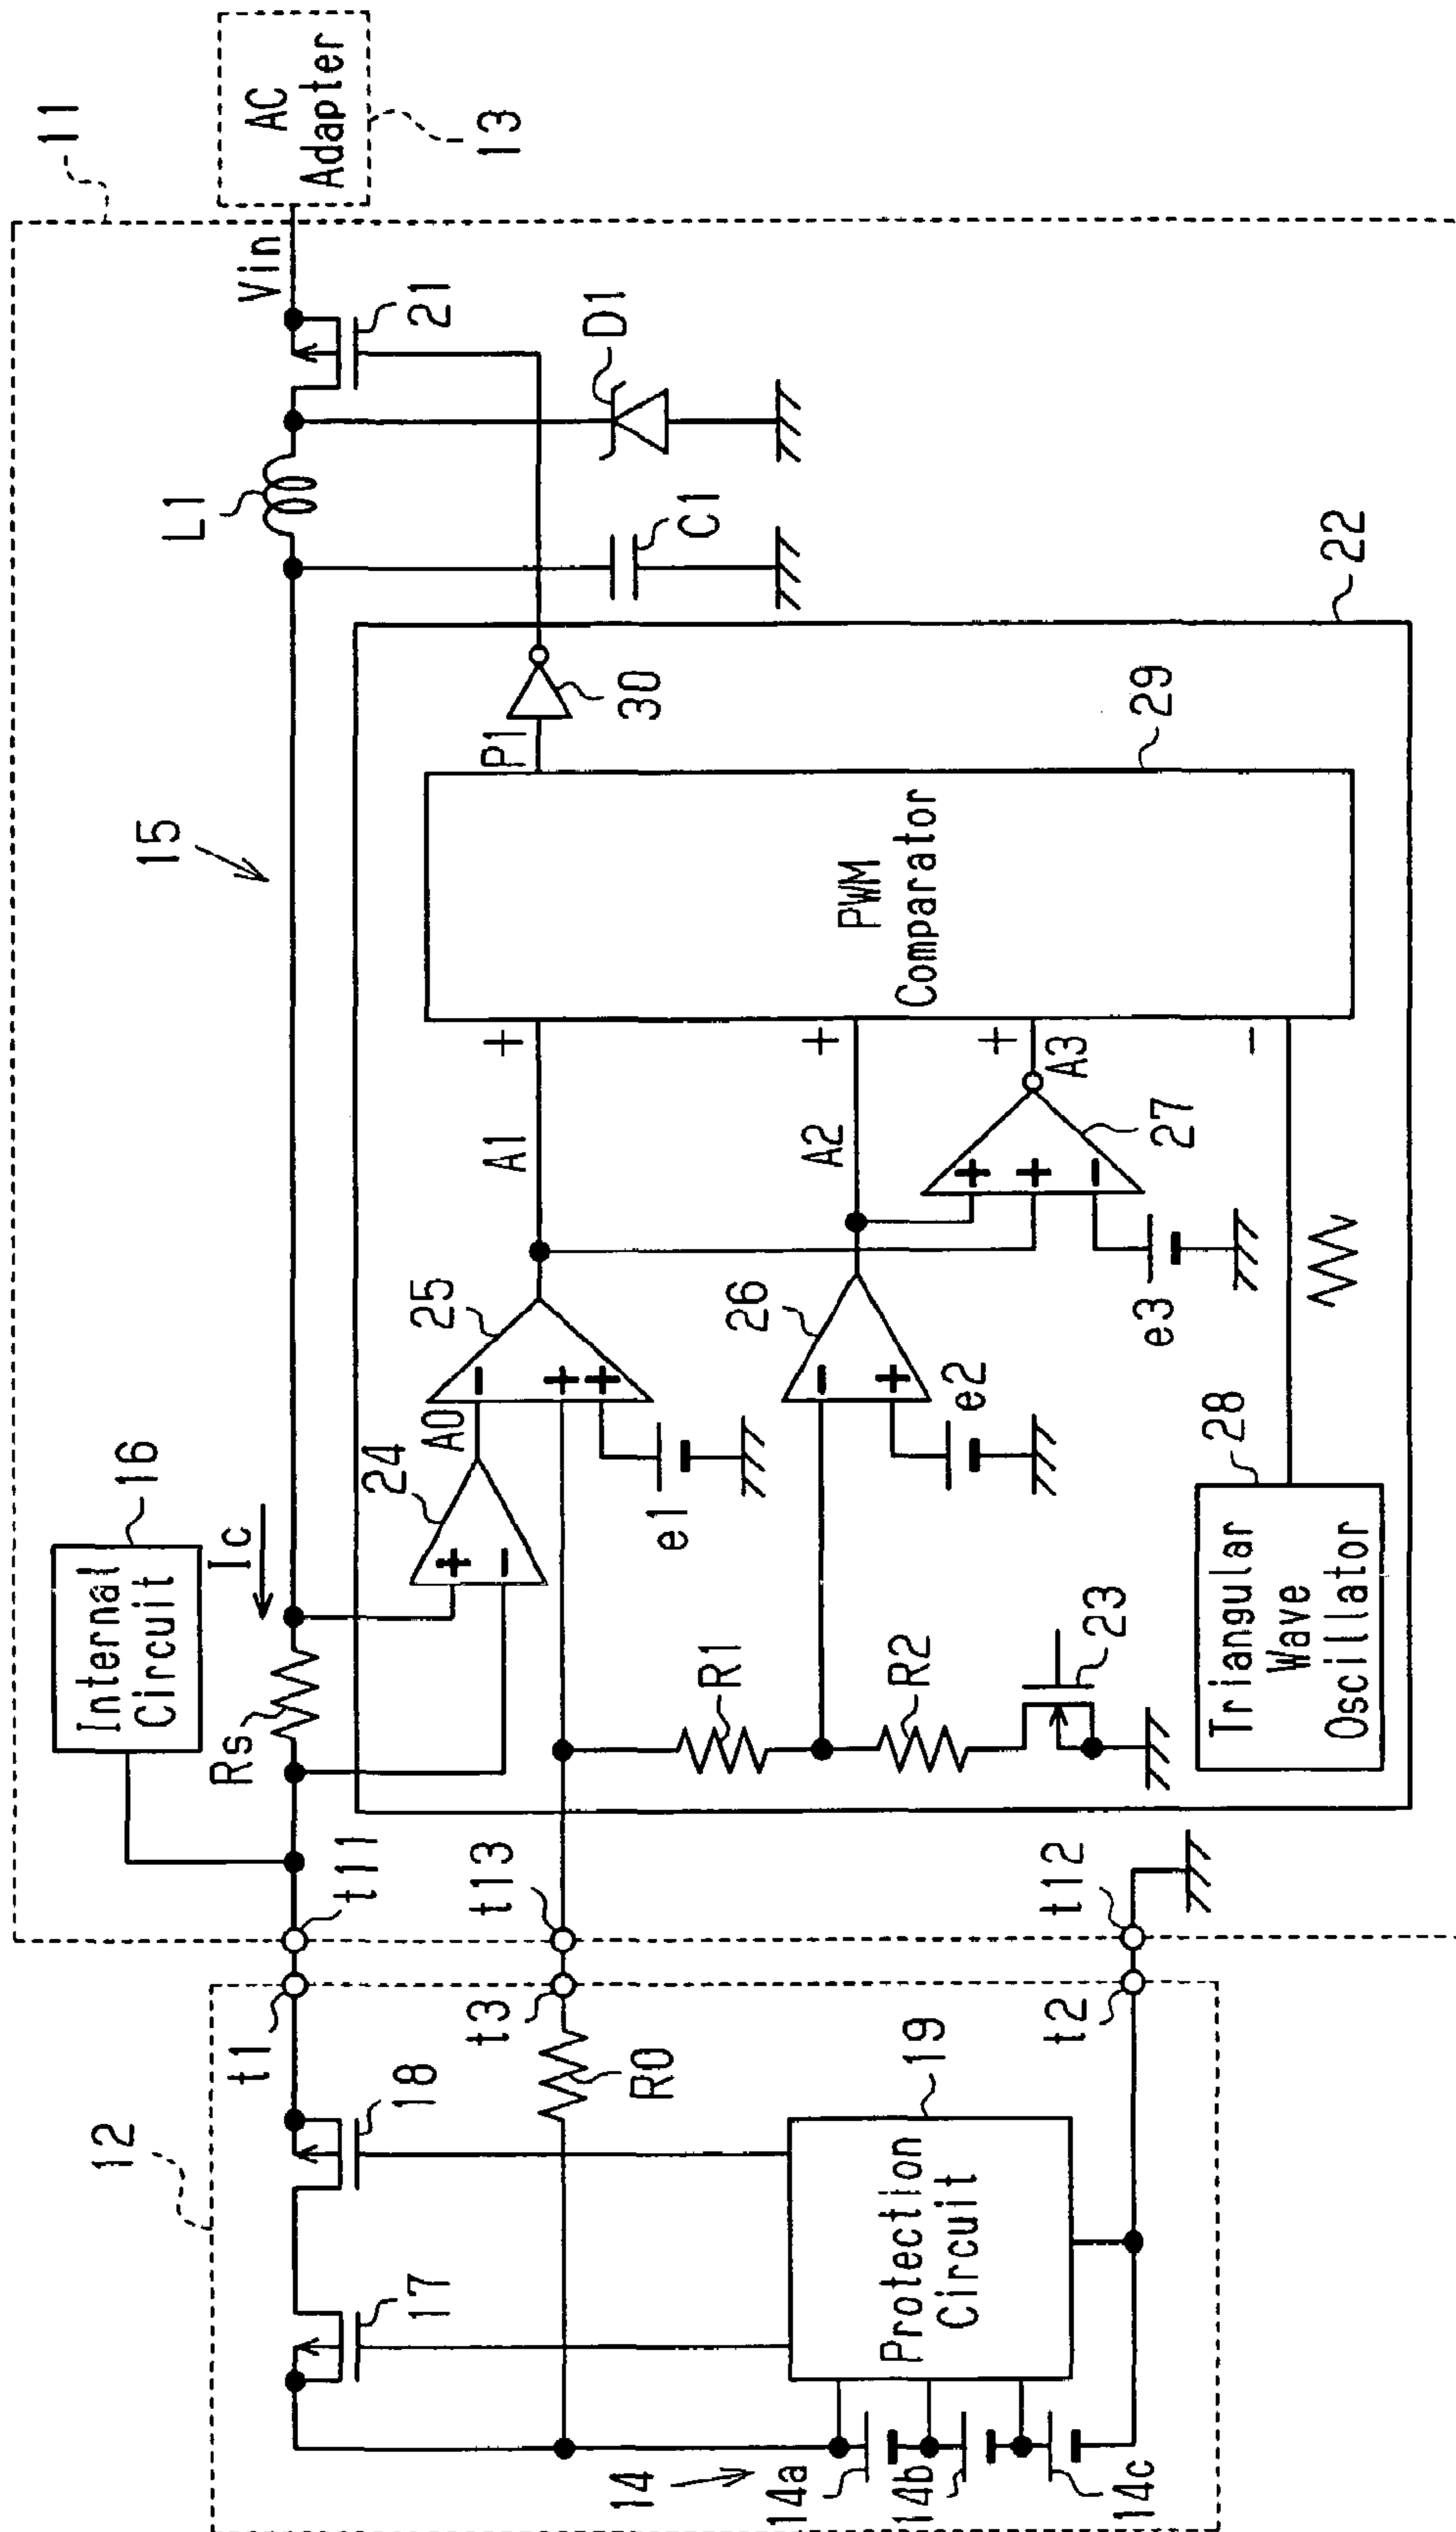 11
AC
Adapter
13
Vin
21
D1
L1
C1
22
15
30
P1
29
PWM
Comparator
+
+
+
−
A1
A2
A3
27
25
26
−
+
+
−
+
+
+
−
e1
e2
e3
A0
24
+
−
28
Triangular
Wave
Oscillator
16
Internal
Circuit
Ic
Rs
R1
R2
23
t11
t13
t12
12
t1
t3
t2
18
17
R0
19
Protection
Circuit
14
14a
14b
14c